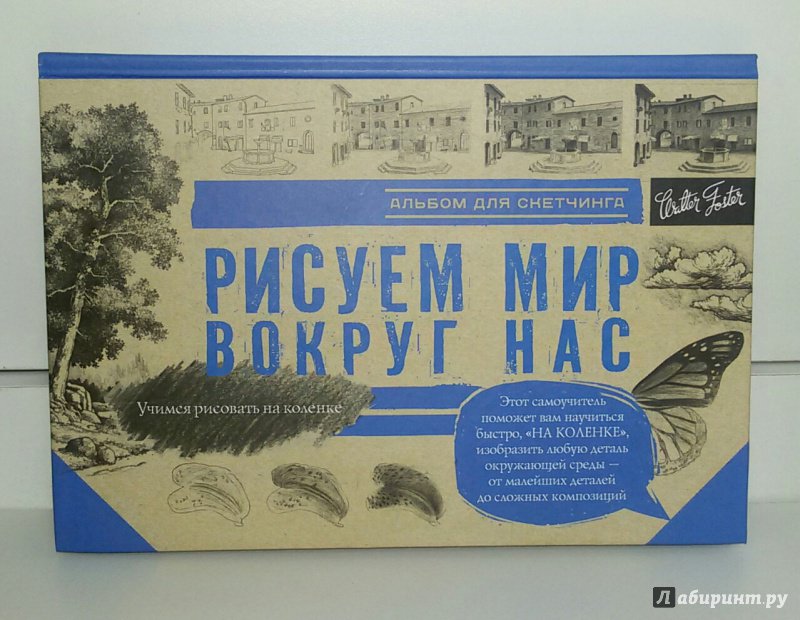 АЛЬБОМ ДЛЯ СКЕТЧИНГА
Walter Foster
РИСУЕМ МИР
ВОКРУГ НАС
Учимся рисовать на коленке
Этот самоучитель
поможет вам научиться
быстро, «НА КОЛЕНКЕ»,
изобразить любую деталь
окружающей среды —
от малейших деталей
до сложных композиций
Лабиринт.ру